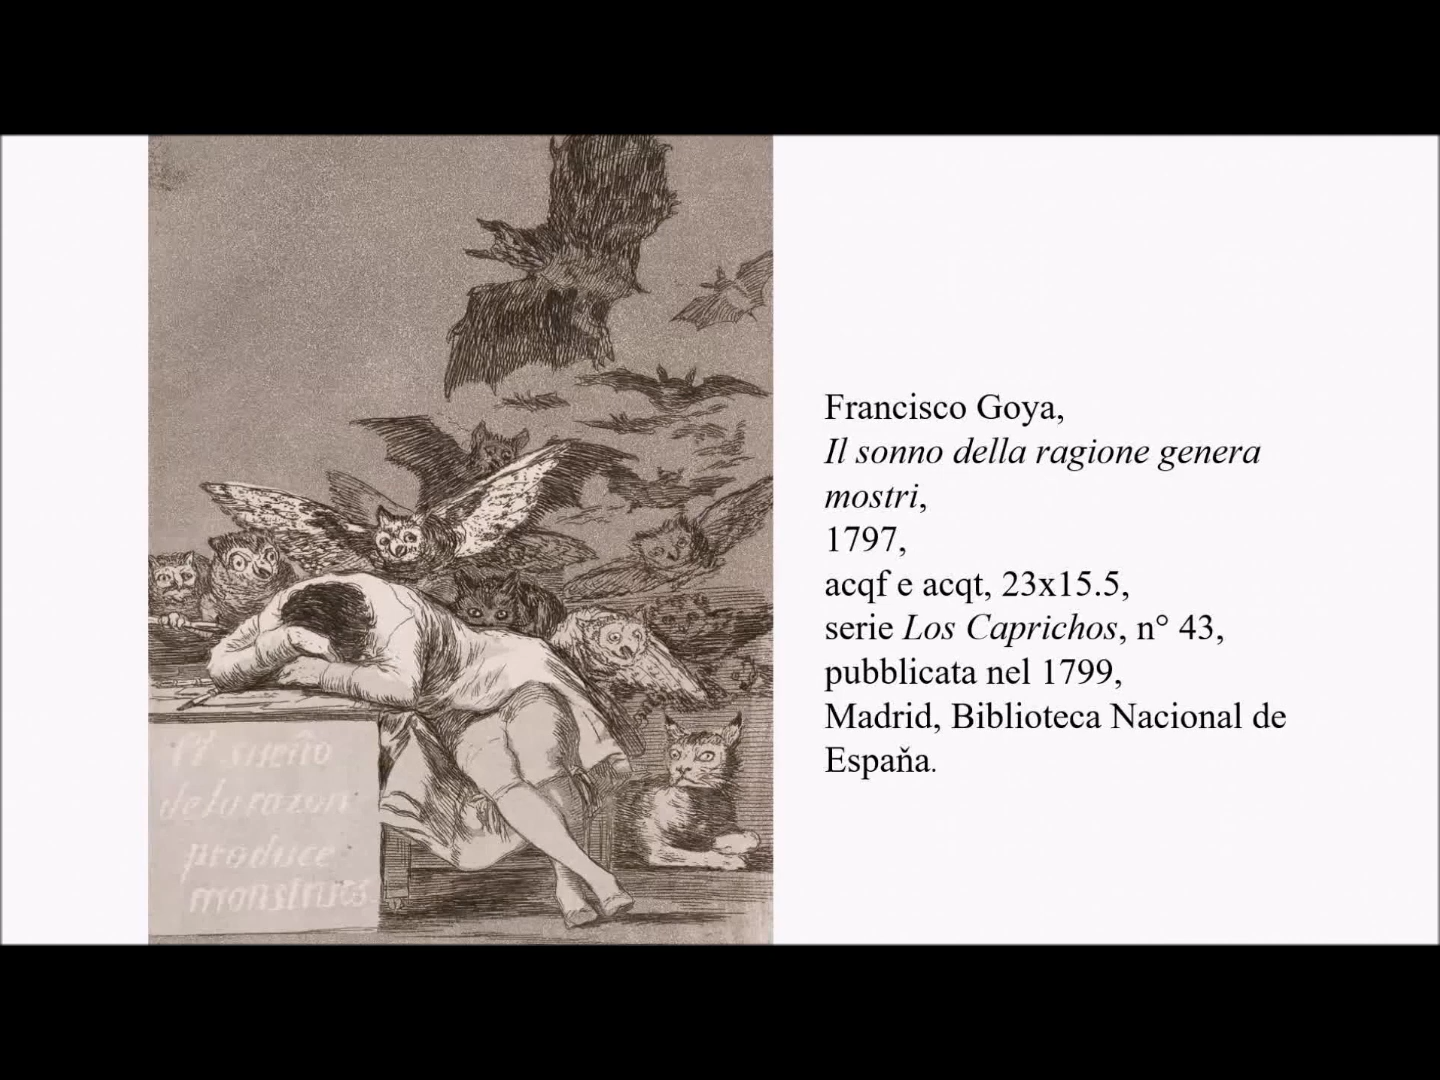 El sueño
de la razon
produce
monstruos.
Francisco Goya,
Il sonno della ragione genera
mostri,
1797,
acqf e acqt, 23x15.5,
serie Los Caprichos, n° 43,
pubblicata nel 1799,
Madrid, Biblioteca Nacional de
Espaňa.